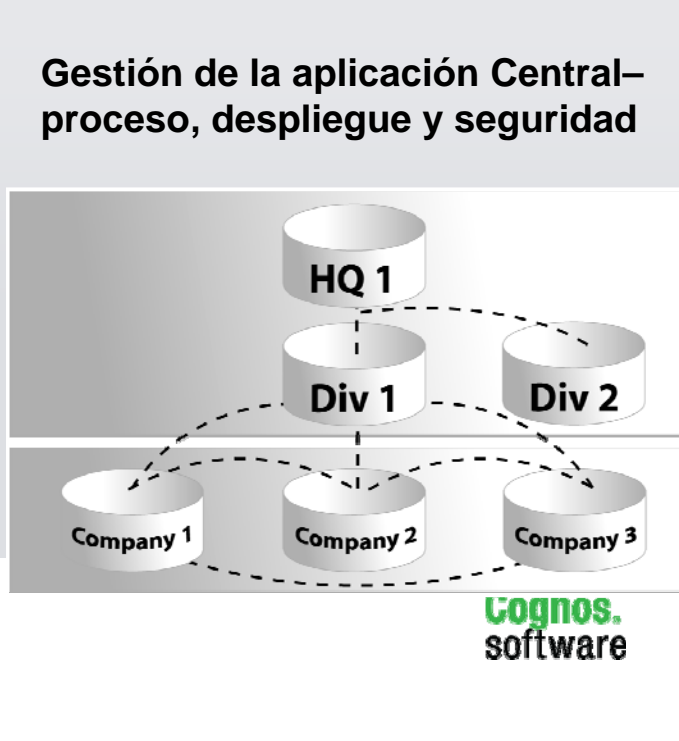 Gestión de la aplicación Central–
proceso, despliegue y seguridad
HQ 1
Div 1
Div 2
Company 1
Company 2
Company 3
Cognos.
software